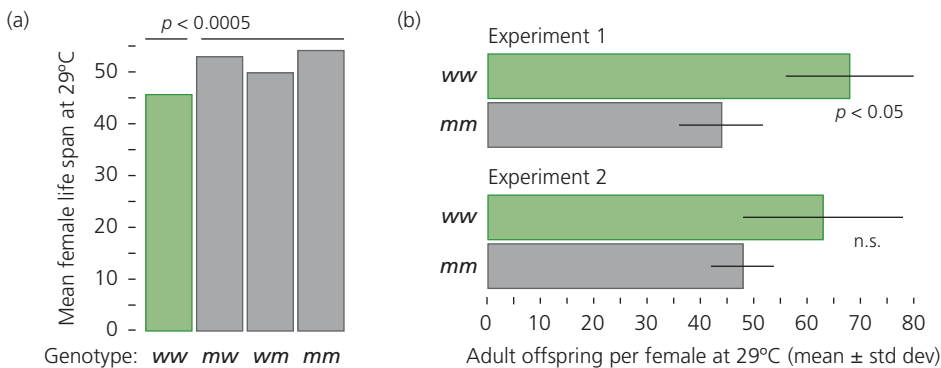 (a)
p < 0.0005
Mean female life span at 29ºC
50
40
30
20
10
0
Genotype: ww mw wm mm
(b)
Experiment 1
ww
p < 0.05
mm
Experiment 2
ww
n.s.
mm
0 10 20 30 40 50 60 70 80
Adult offspring per female at 29ºC (mean ± std dev)